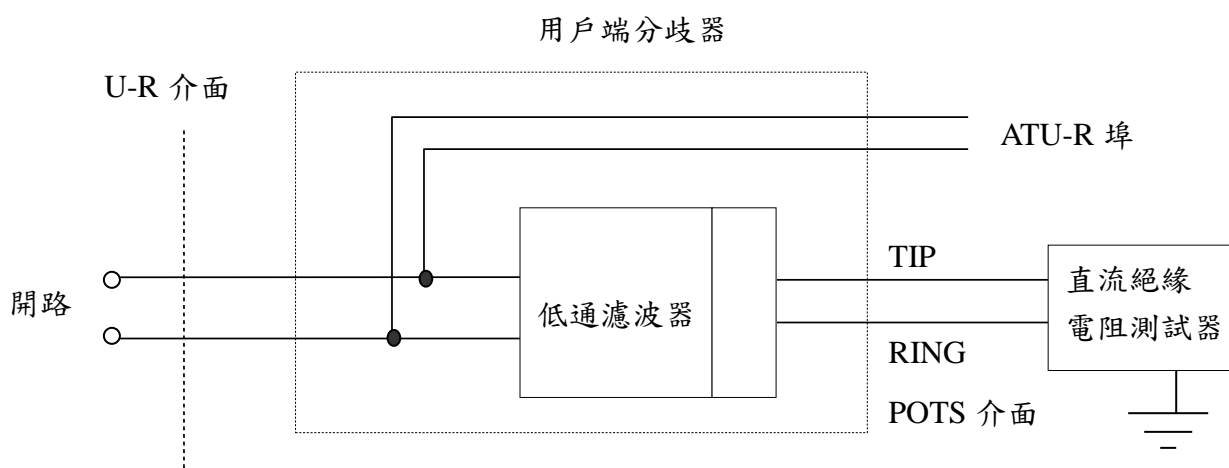 用戶端分歧器
U-R 介面
ATU-R 埠
TIP
直流絕緣
電阻測試器
開路
低通濾波器
RING
POTS 介面